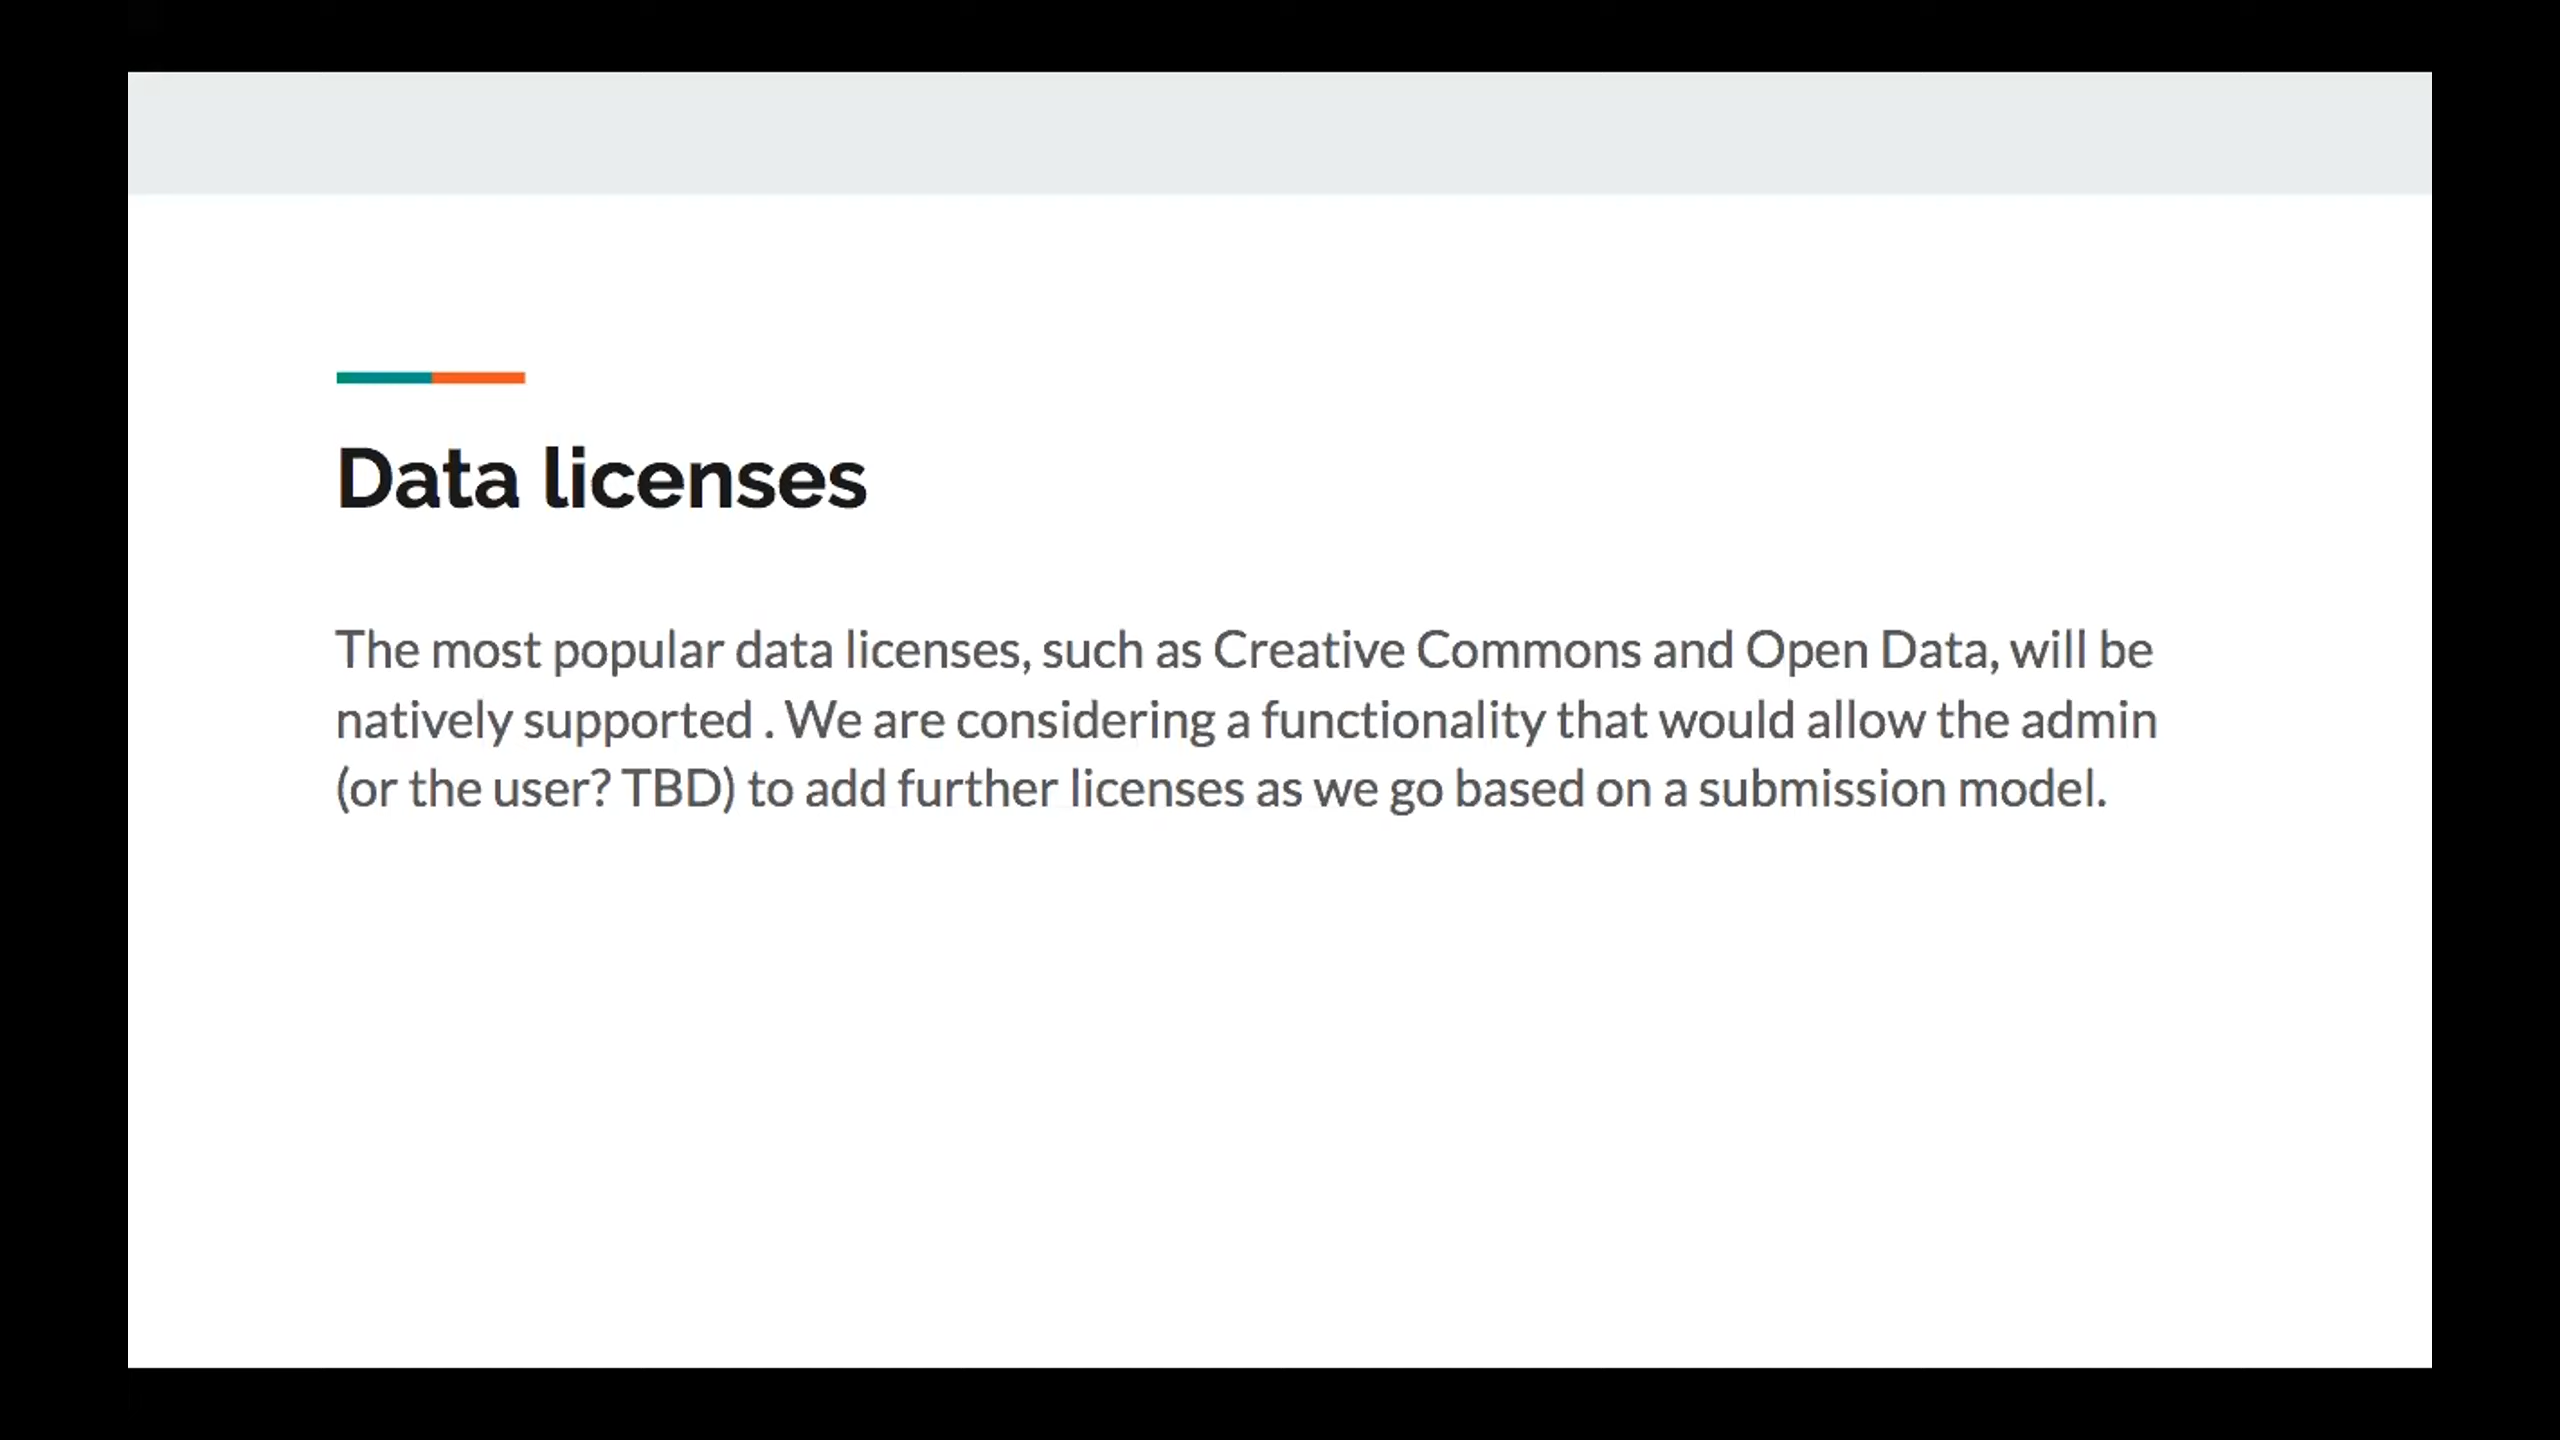 Data licenses
The most popular data licenses, such as Creative Commons and Open Data, will be
natively supported . We are considering a functionality that would allow the admin
(or the user? TBD) to add further licenses as we go based on a submission model.